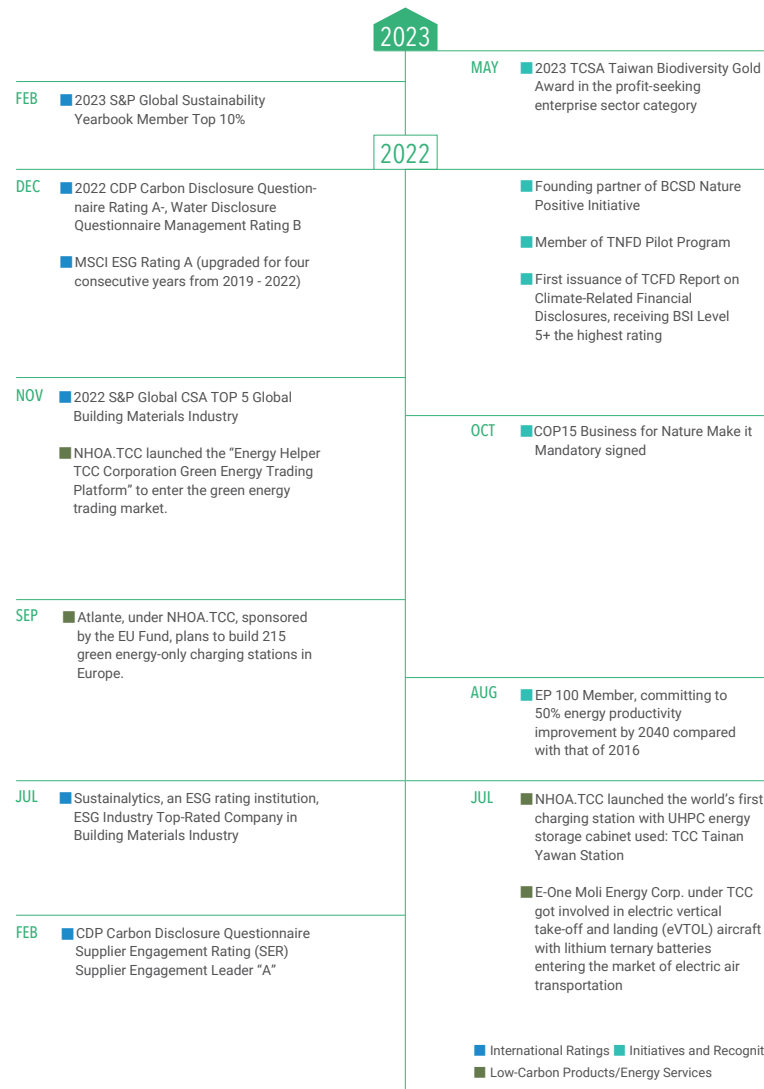 2023
MAY
2023 TCSA Taiwan Biodiversity Gold
Award in the profit-seeking
enterprise sector category
FEB
2023 S&P Global Sustainability
Yearbook Member Top 10%
2022
DEC
2022 CDP Carbon Disclosure Question-
naire Rating A-, Water Disclosure
Questionnaire Management Rating B
MSCI ESG Rating A (upgraded for four
consecutive years from 2019 - 2022)
Founding partner of BCSD Nature
Positive Initiative
Member of TNFD Pilot Program
First issuance of TCFD Report on
Climate-Related Financial
Disclosures, receiving BSI Level
5+ the highest rating
NOV
2022 S&P Global CSA TOP 5 Global
Building Materials Industry
NHOA.TCC launched the “Energy Helper
TCC Corporation Green Energy Trading
Platform” to enter the green energy
trading market.
OCT
COP15 Business for Nature Make it
Mandatory signed
SEP
Atlante, under NHOA.TCC, sponsored
by the EU Fund, plans to build 215
green energy-only charging stations in
Europe.
AUG
EP 100 Member, committing to
50% energy productivity
improvement by 2040 compared
with that of 2016
JUL
Sustainalytics, an ESG rating institution,
ESG Industry Top-Rated Company in
Building Materials Industry
JUL
NHOA.TCC launched the world’s first
charging station with UHPC energy
storage cabinet used: TCC Tainan
Yawan Station
E-One Moli Energy Corp. under TCC
got involved in electric vertical
take-off and landing (eVTOL) aircraft
with lithium ternary batteries
entering the market of electric air
transportation
FEB
CDP Carbon Disclosure Questionnaire
Supplier Engagement Rating (SER)
Supplier Engagement Leader “A”
International Ratings Initiatives and Recognit
Low-Carbon Products/Energy Services